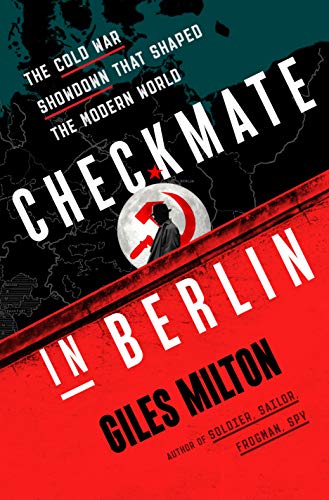 THE COLD WAR
SHOWDOWN THAT SHAPED
THE MODERN WORLD
CHECKMATE
BERLIN
IN BERLIN
GILES MILTON
AUTHOR OF SOLDIER, SAILOR,
FROGMAN, SPY